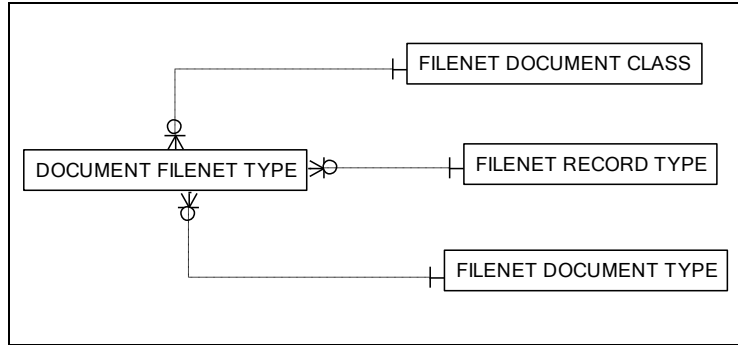 FILENET DOCUMENT CLASS
DOCUMENT FILENET TYPE
FILENET RECORD TYPE
FILENET DOCUMENT TYPE